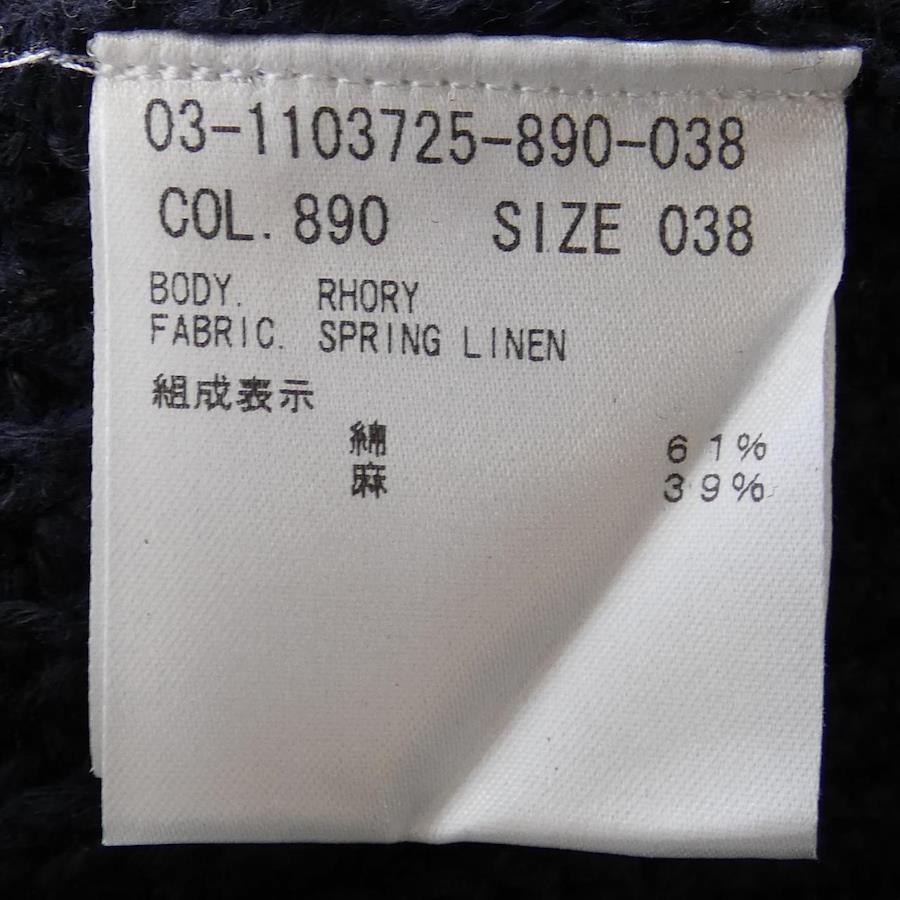 03-1103725-890-038
COL. 890 SIZE 038
BODY. RHORY
FABRIC. SPRING LINEN
組成表示
綿 61%
麻 39%